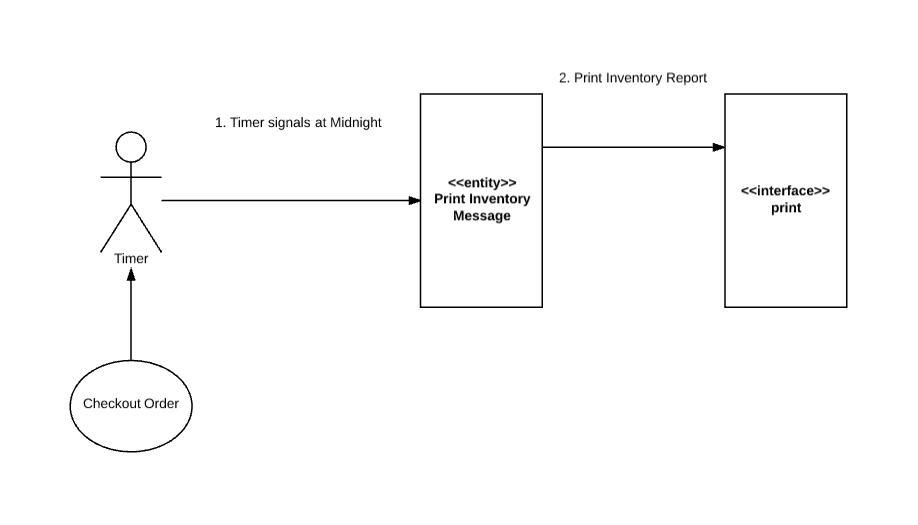 2. Print Inventory Report
1. Timer signals at Midnight
<<entity>>
Print Inventory
Message
<<interface>>
print
Timer
Checkout Order